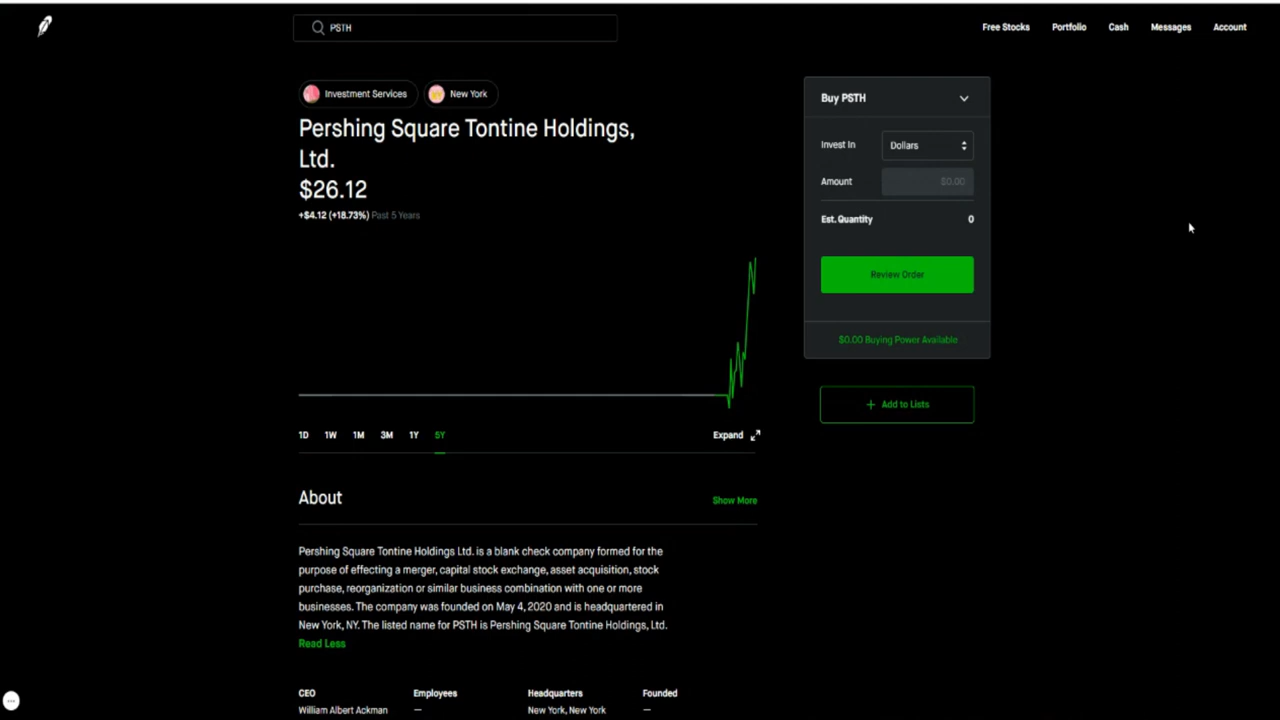 PSTH
Free Stocks
Portfolio
Cash
Messages
Account
Investment Services
New York
Pershing Square Tontine Holdings,
Ltd.
$26.12
+$4.12 (+18.73%) Past 5 Years
1D
1W
1M
3M
1Y
5Y
Expand
About
Show More
Pershing Square Tontine Holdings Ltd. is a blank check company formed for the
purpose of effecting a merger, capital stock exchange, asset acquisition, stock
purchase, reorganization or similar business combination with one or more
businesses. The company was founded on May 4, 2020 and is headquartered in
New York, NY. The listed name for PSTH is Pershing Square Tontine Holdings, Ltd.
Read Less
CEO
Employees
Headquarters
Founded
William Albert Ackman
—
New York, New York
—
Buy PSTH
Invest In
Dollars
Amount
$0.00
Est. Quantity
0
Review Order
$0.00 Buying Power Available
+ Add to Lists